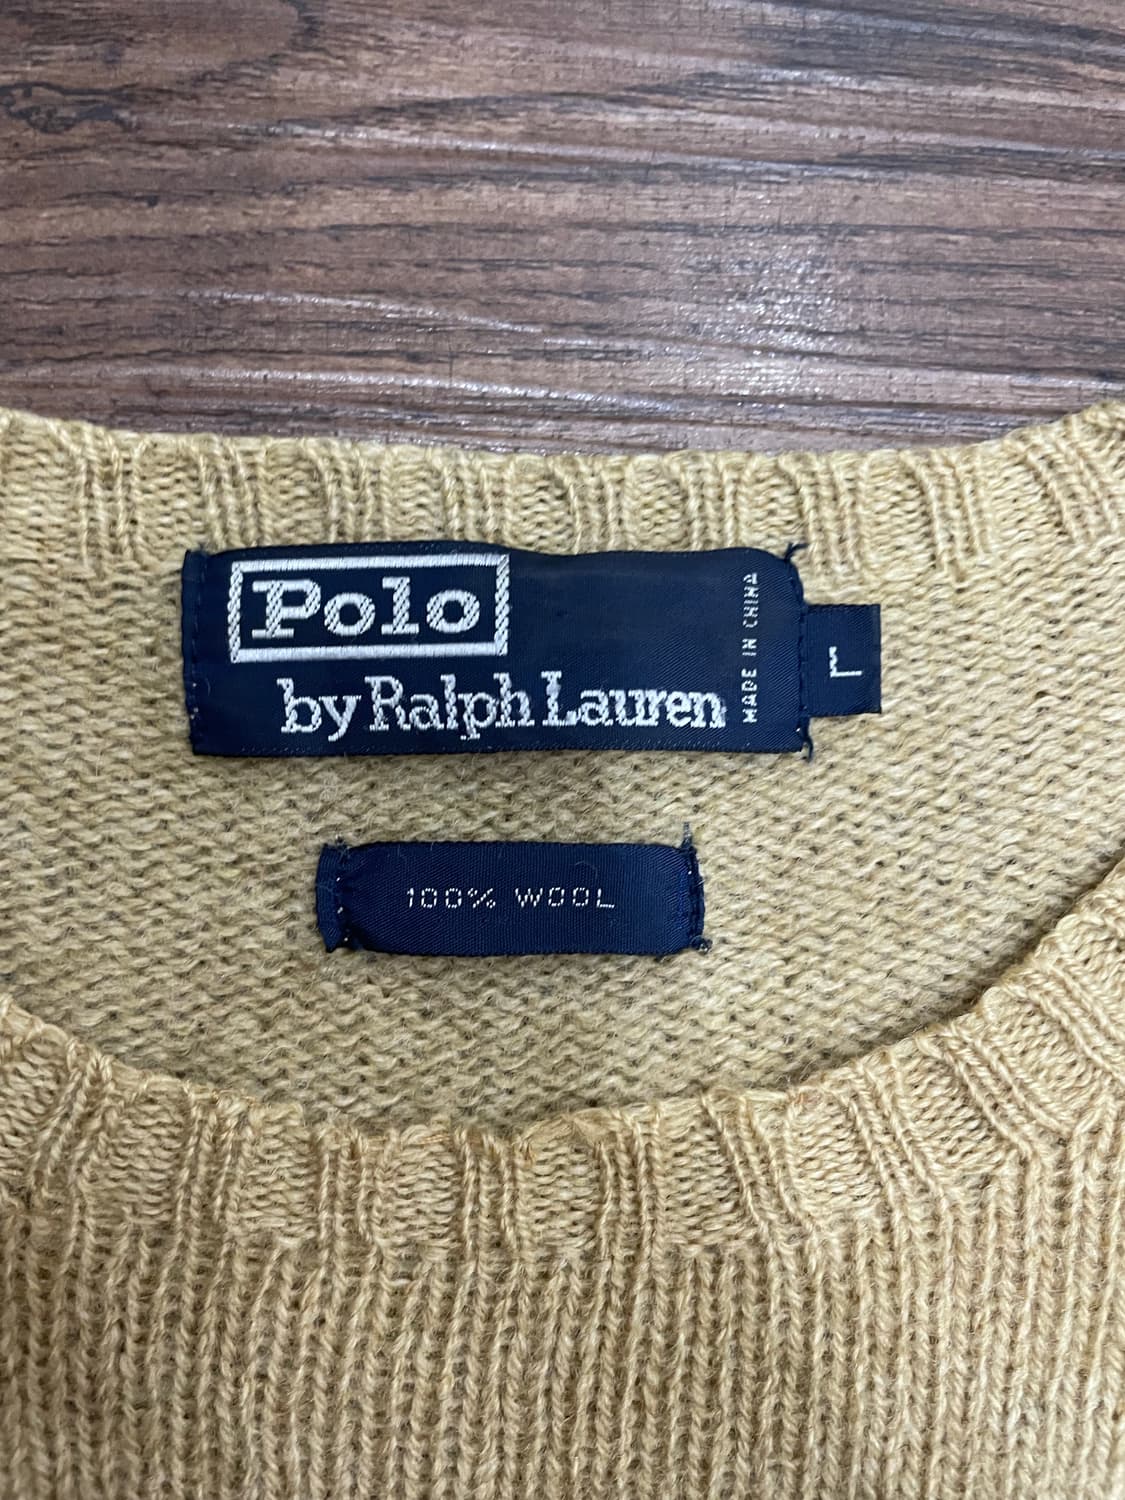 Polo
by Ralph Lauren
MADE IN CHINA
L
100% WOOL